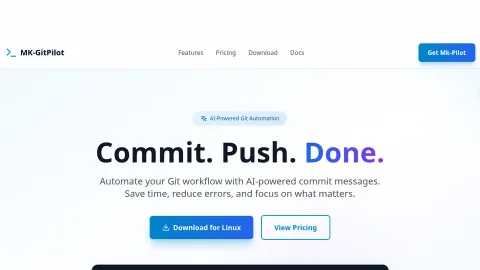 MK-GitPilot
Features Pricing Download Docs
Get Mk-Pilot
AI-Powered Git Automation
Commit. Push. Done.
Automate your Git workflow with AI-powered commit messages.
Save time, reduce errors, and focus on what matters.
Download for Linux
View Pricing